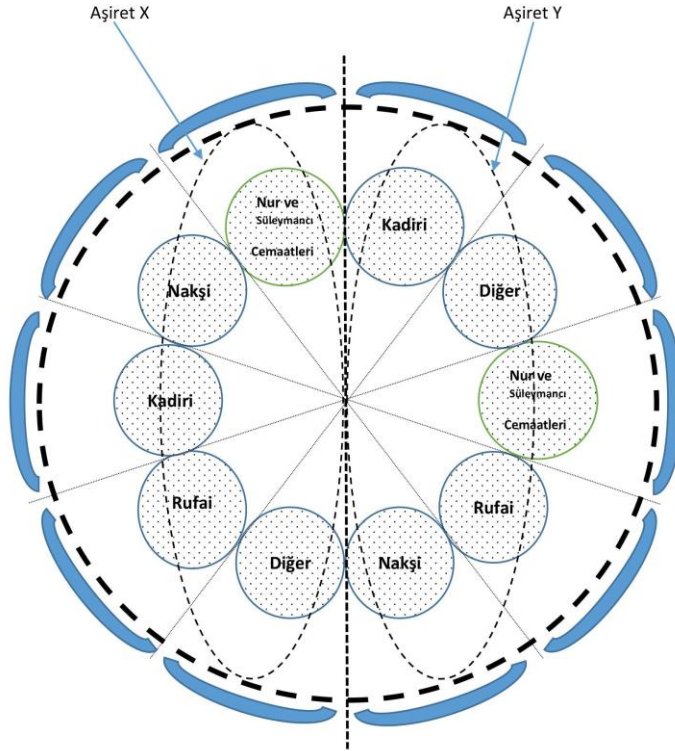 Aşiret X
Aşiret Y
Nur ve
Süleymancı
Cemaatleri
Kadiri
Nakşi
Diğer
Kadiri
Nur ve
Süleymancı
Cemaatleri
Rufai
Rufai
Diğer
Nakşi